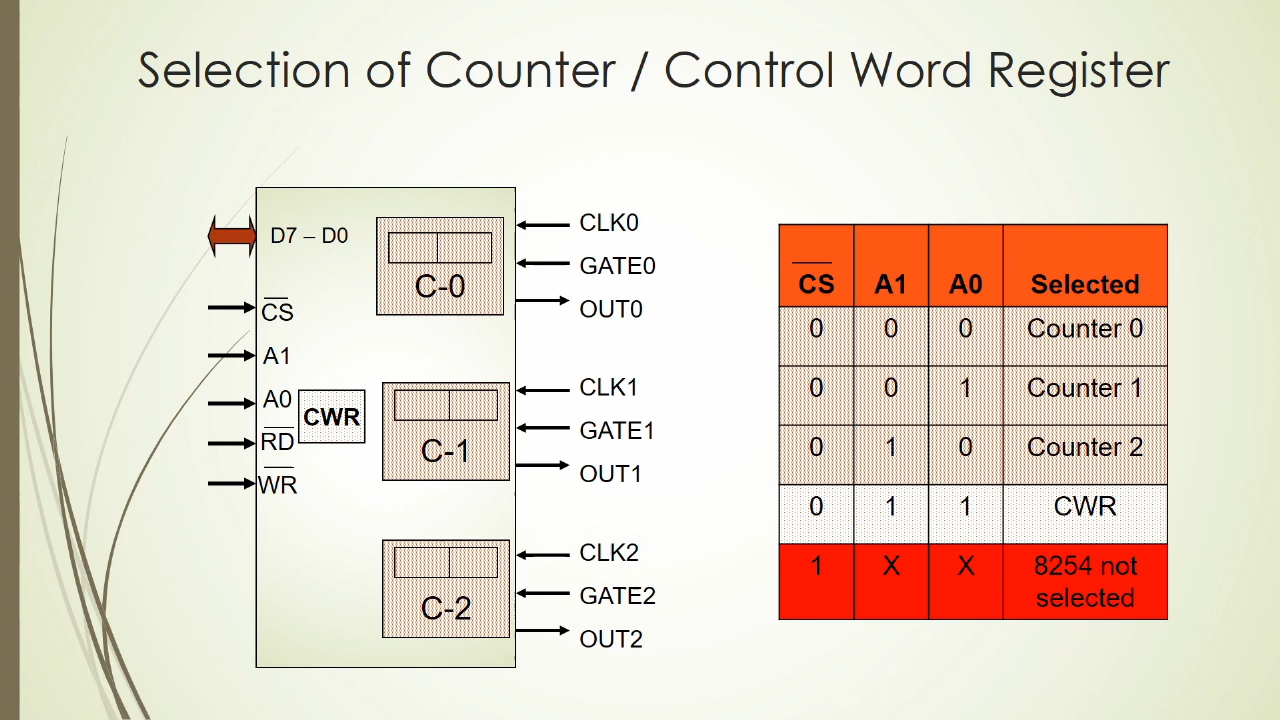 Selection of Counter / Control Word Register
D7 – D0
CS
A1
A0
RD
WR
CWR
C-0
C-1
C-2
CLK0
GATE0
OUT0
CLK1
GATE1
OUT1
CLK2
GATE2
OUT2
CS A1 A0 Selected
0 0 0 Counter 0
0 0 1 Counter 1
0 1 0 Counter 2
0 1 1 CWR
1 X X 8254 not
selected